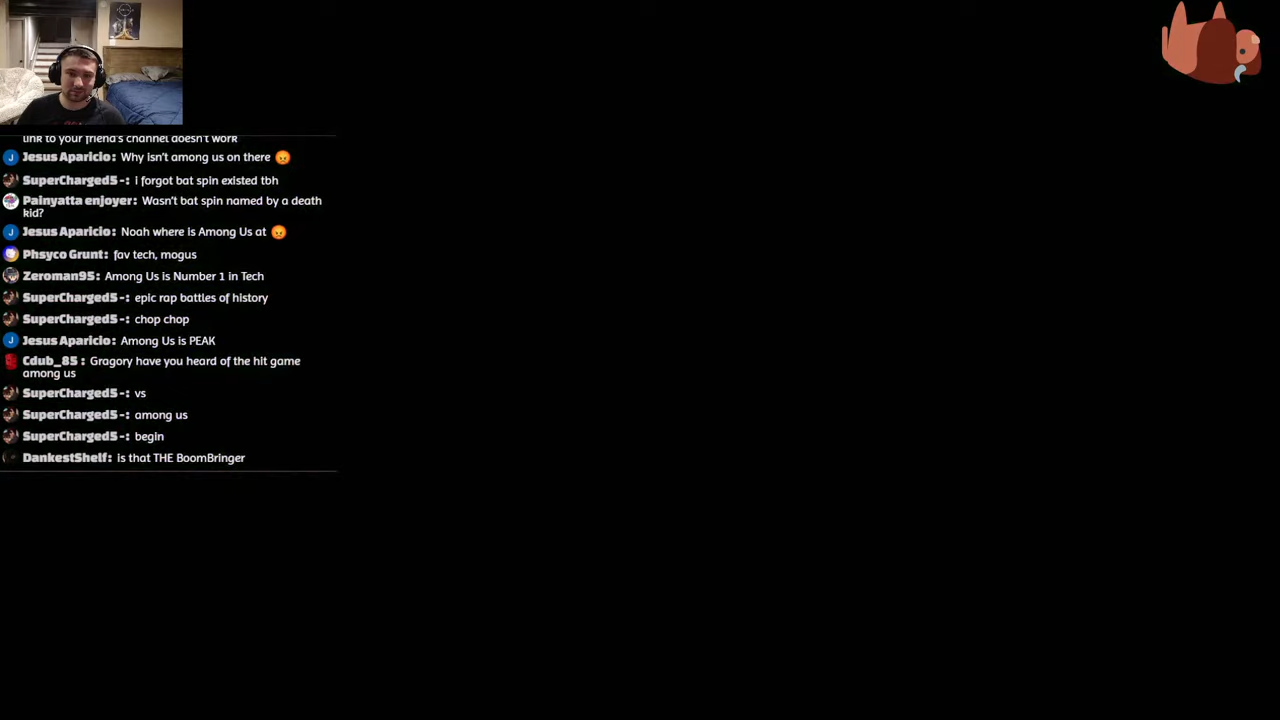 link to your friend's channel doesn't work
Jesus Aparicio: Why isn't among us on there 😡
SuperCharged5 -: i forgot bat spin existed tbh
Painyatta enjoyer: Wasn't bat spin named by a death
kid?
Jesus Aparicio: Noah where is Among Us at 😡
Phsyco Grunt: fav tech, mogus
Zeroman95: Among Us is Number 1 in Tech
SuperCharged5 -: epic rap battles of history
SuperCharged5 -: chop chop
Jesus Aparicio: Among Us is PEAK
Cdub_85 : Gragory have you heard of the hit game
among us
SuperCharged5 -: vs
SuperCharged5 -: among us
SuperCharged5 -: begin
DankestShelf: is that THE BoomBringer